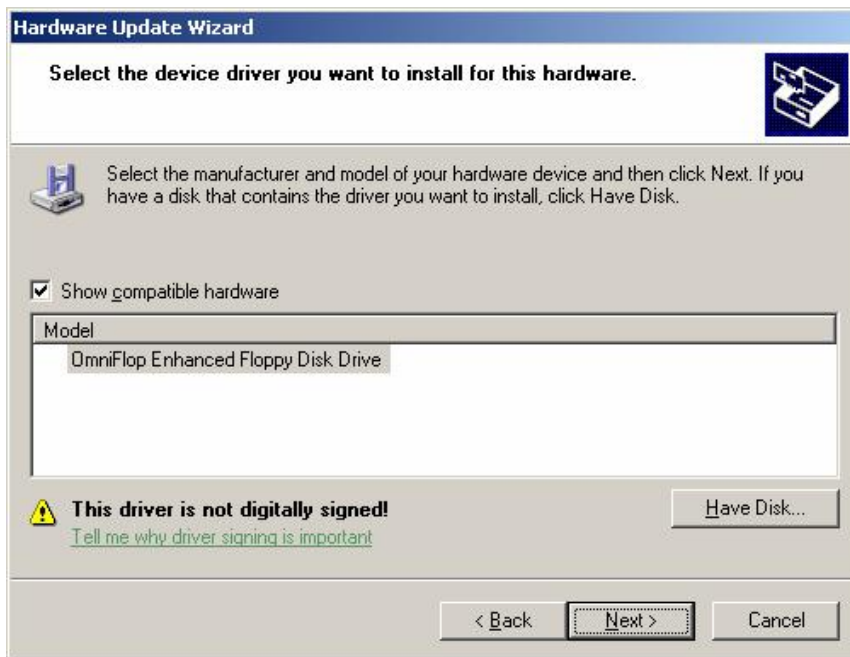 Hardware Update Wizard
Select the device driver you want to install for this hardware.
Select the manufacturer and model of your hardware device and then click Next. If you
have a disk that contains the driver you want to install, click Have Disk.
Show compatible hardware
Model
OmniFlop Enhanced Floppy Disk Drive
This driver is not digitally signed!
Have Disk...
Tell me why driver signing is important
< Back
Next >
Cancel